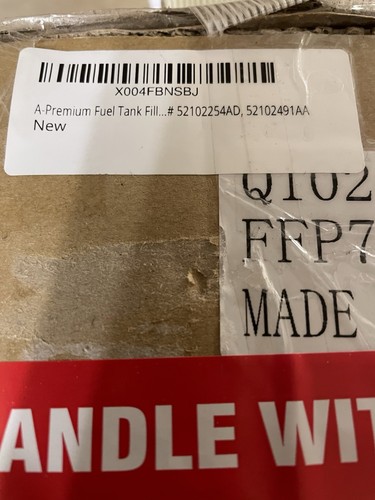 X004FBNSBJ
A-Premium Fuel Tank Fill...# 52102254AD, 52102491AA
New
Q102
FFP7
MADE
ANDLE WIT